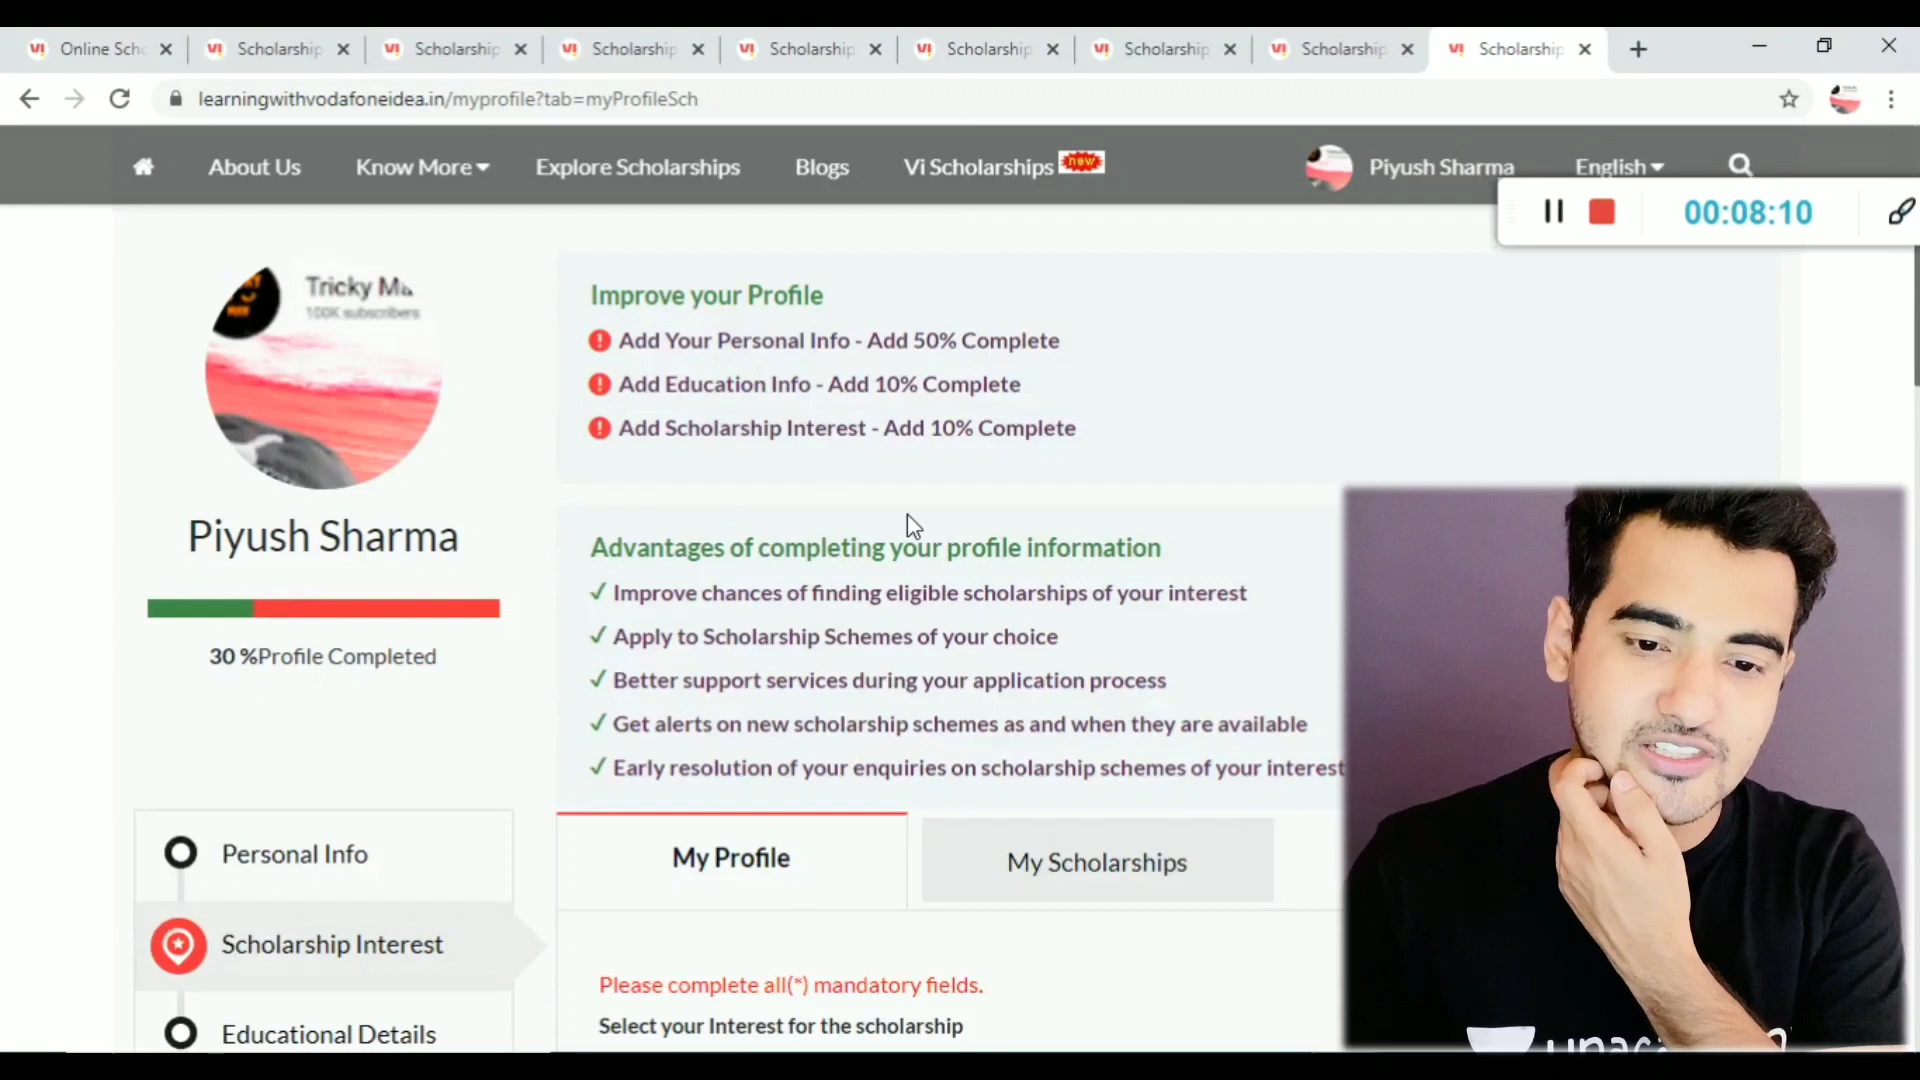 Online Sch
Scholarship
Scholarship
Scholarship
Scholarship
Scholarship
Scholarship
Scholarship
Scholarship
learningwithvodafoneidea.in/myprofile?tab=myProfileSch
About Us
Know More
Explore Scholarships
Blogs
Vi Scholarships new
Piyush Sharma
English
00:08:10
Tricky Ma
100K subscribers
Piyush Sharma
30 %Profile Completed
Improve your Profile
Add Your Personal Info - Add 50% Complete
Add Education Info - Add 10% Complete
Add Scholarship Interest - Add 10% Complete
Advantages of completing your profile information
Improve chances of finding eligible scholarships of your interest
Apply to Scholarship Schemes of your choice
Better support services during your application process
Get alerts on new scholarship schemes as and when they are available
Early resolution of your enquiries on scholarship schemes of your interest
Personal Info
Scholarship Interest
Educational Details
My Profile
My Scholarships
Please complete all(*) mandatory fields.
Select your Interest for the scholarship